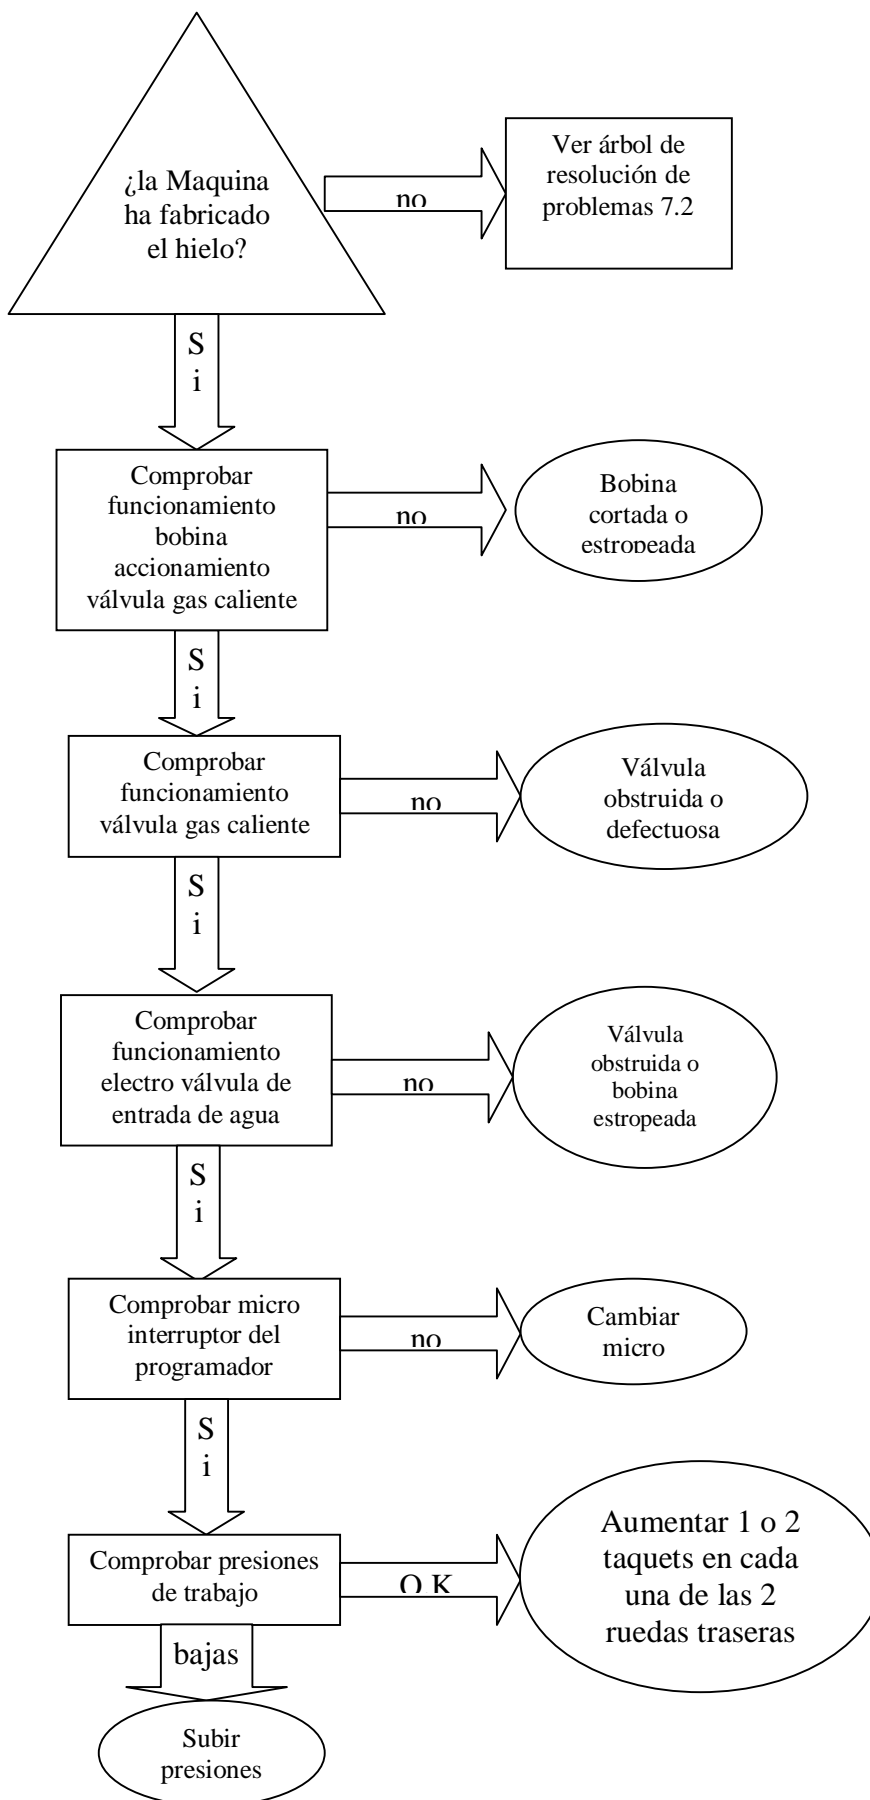 ¿la Maquina
ha fabricado
el hielo?
no
Ver árbol de
resolución de
problemas 7.2
S
i
Comprobar
funcionamiento
bobina
accionamiento
válvula gas caliente
no
Bobina
cortada o
estropeada
S
i
Comprobar
funcionamiento
válvula gas caliente
no
Válvula
obstruida o
defectuosa
S
i
Comprobar
funcionamiento
electro válvula de
entrada de agua
no
Válvula
obstruida o
bobina
estropeada
S
i
Comprobar micro
interruptor del
programador
no
Cambiar
micro
S
i
Comprobar presiones
de trabajo
O.K
Aumentar 1 o 2
taquets en cada
una de las 2
ruedas traseras
bajas
Subir
presiones